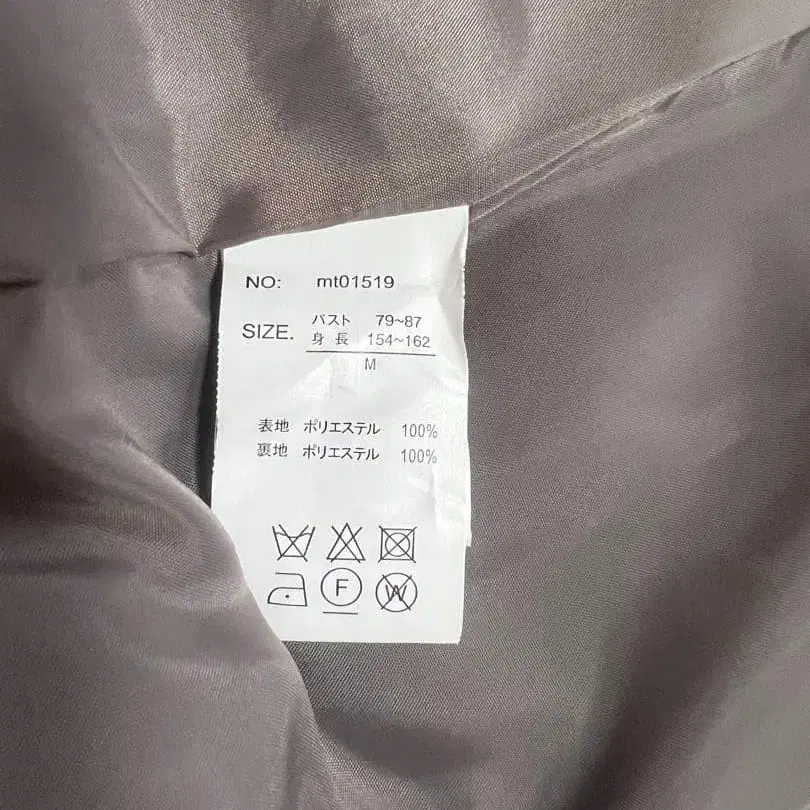 NO: mt01519
SIZE. バスト 79~87
身長 154~162
M
表地 ポリエステル 100%
裏地 ポリエステル 100%
F W